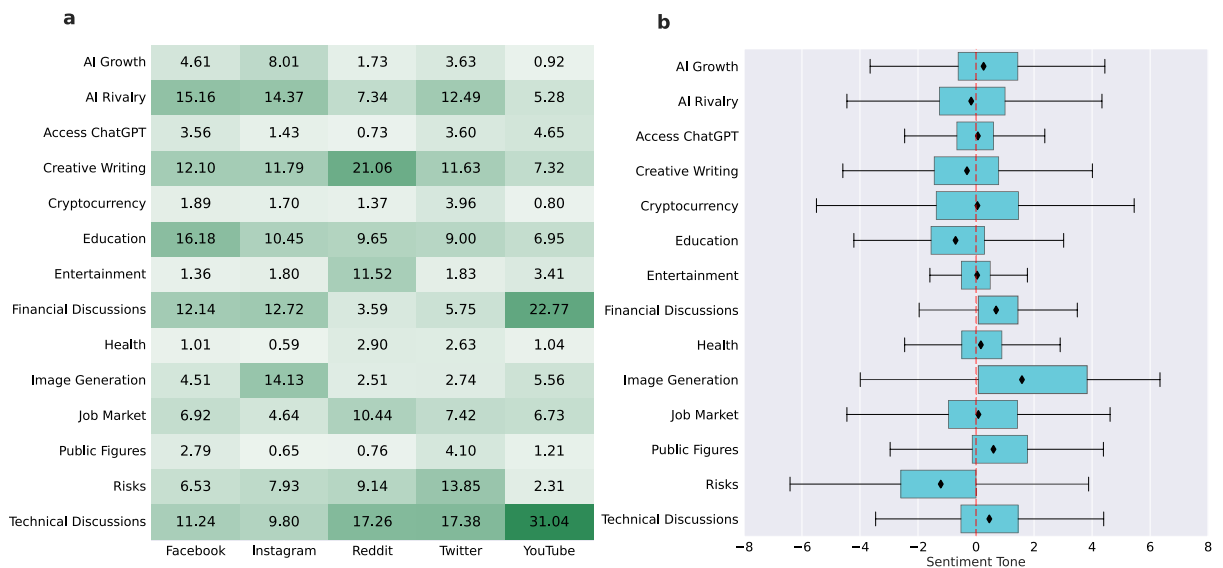 a
AI Growth 4.61 8.01 1.73 3.63 0.92
AI Rivalry 15.16 14.37 7.34 12.49 5.28
Access ChatGPT 3.56 1.43 0.73 3.60 4.65
Creative Writing 12.10 11.79 21.06 11.63 7.32
Cryptocurrency 1.89 1.70 1.37 3.96 0.80
Education 16.18 10.45 9.65 9.00 6.95
Entertainment 1.36 1.80 11.52 1.83 3.41
Financial Discussions 12.14 12.72 3.59 5.75 22.77
Health 1.01 0.59 2.90 2.63 1.04
Image Generation 4.51 14.13 2.51 2.74 5.56
Job Market 6.92 4.64 10.44 7.42 6.73
Public Figures 2.79 0.65 0.76 4.10 1.21
Risks 6.53 7.93 9.14 13.85 2.31
Technical Discussions 11.24 9.80 17.26 17.38 31.04
Facebook Instagram Reddit Twitter YouTube
b
AI Growth
AI Rivalry
Access ChatGPT
Creative Writing
Cryptocurrency
Education
Entertainment
Financial Discussions
Health
Image Generation
Job Market
Public Figures
Risks
Technical Discussions
−8 −6 −4 −2 0 2 4 6 8
Sentiment Tone